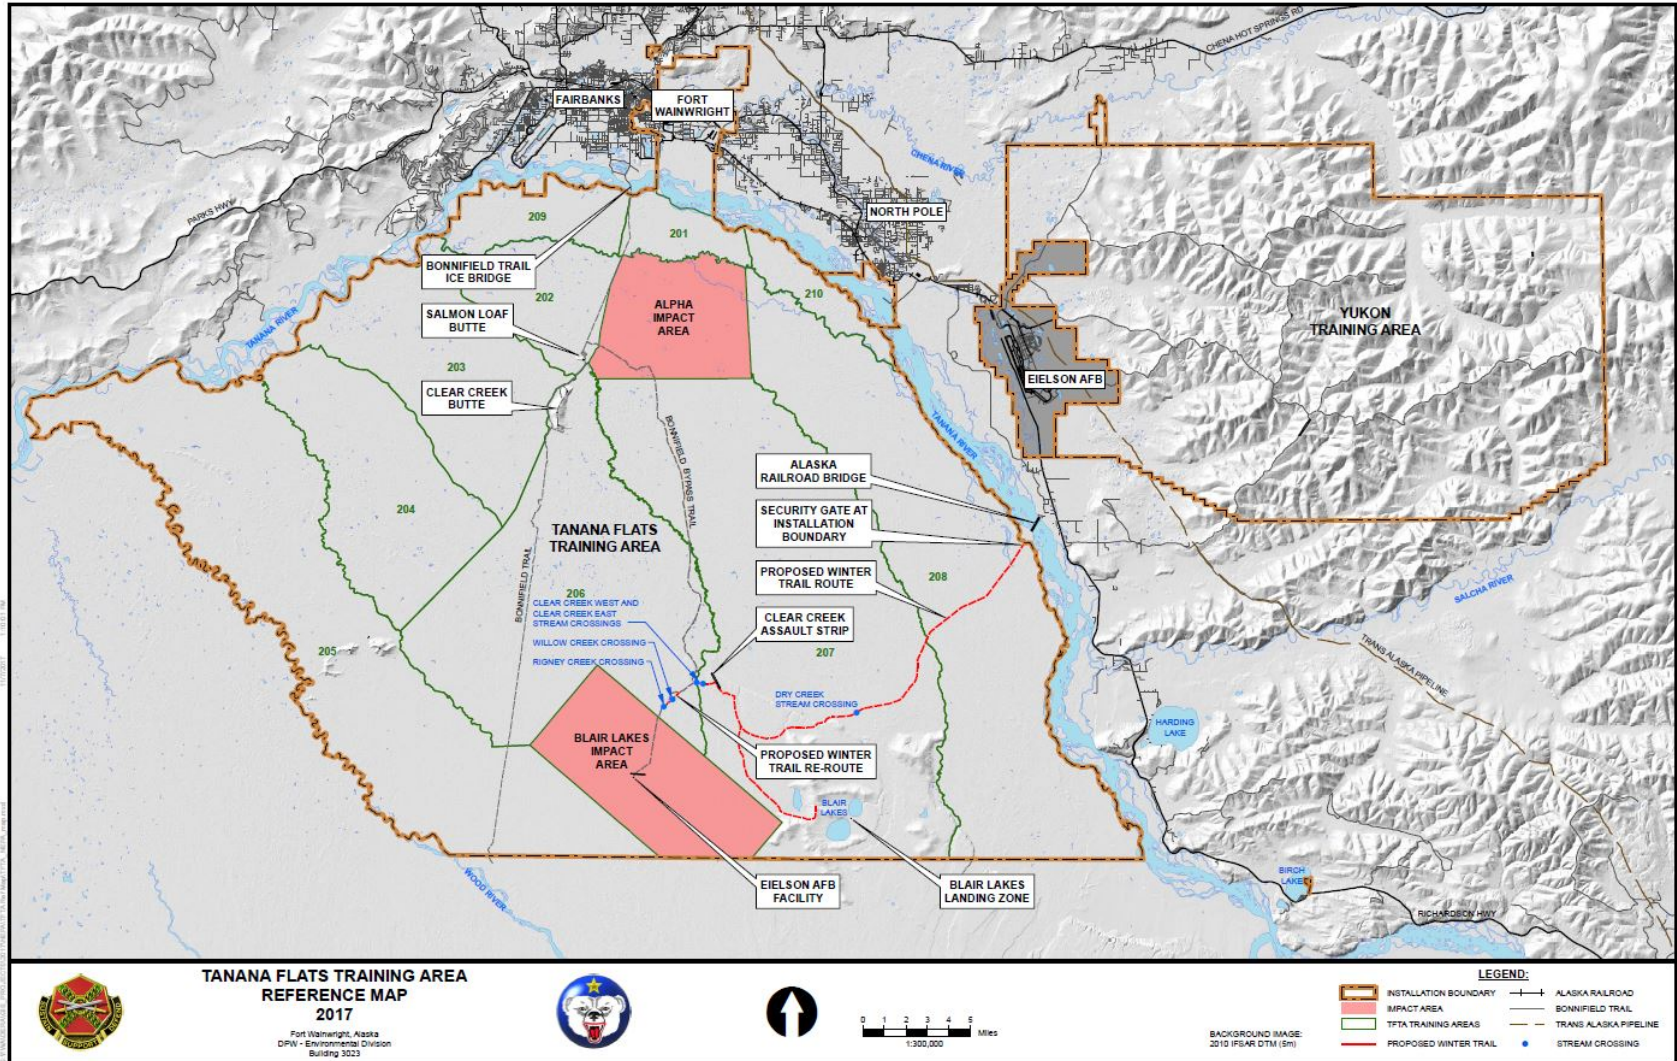 CHENA HOT SPRINGS RD
FAIRBANKS
FORT
WAINWRIGHT
CHENA RIVER
PARKS HWY
NORTH POLE
209
201
BONNIFIELD TRAIL
ICE BRIDGE
202
210
ALPHA
IMPACT
AREA
SALMON LOAF
BUTTE
TANANA RIVER
YUKON
TRAINING AREA
203
EIELSON AFB
CLEAR CREEK
BUTTE
BONNIFIELD BYPASS TRAIL
TANANA RIVER
ALASKA
RAILROAD BRIDGE
204
SECURITY GATE AT
INSTALLATION
BOUNDARY
TANANA FLATS
TRAINING AREA
BONNIFIELD TRAIL
PROPOSED WINTER
TRAIL ROUTE
208
SALCHA RIVER
206
CLEAR CREEK WEST AND
CLEAR CREEK EAST
STREAM CROSSINGS
CLEAR CREEK
ASSAULT STRIP
WILLOW CREEK CROSSING
RIGNEY CREEK CROSSING
205
207
TRANS ALASKA PIPELINE
DRY CREEK
STREAM CROSSING
HARDING
LAKE
BLAIR LAKES
IMPACT
AREA
PROPOSED WINTER
TRAIL RE-ROUTE
BLAIR
LAKES
WOOD RIVER
EIELSON AFB
FACILITY
BLAIR LAKES
LANDING ZONE
BIRCH
LAKE
RICHARDSON HWY
SUSTAIN
SUPPORT
DEFEND
TANANA FLATS TRAINING AREA
REFERENCE MAP
2017
Fort Wainwright, Alaska
DPW - Environmental Division
Building 3023
0 1 2 3 4 5
Miles
1:300,000
BACKGROUND IMAGE:
2010 IFSAR DTM (5m)
LEGEND:
INSTALLATION BOUNDARY
ALASKA RAILROAD
IMPACT AREA
BONNIFIELD TRAIL
TFTA TRAINING AREAS
TRANS ALASKA PIPELINE
PROPOSED WINTER TRAIL
STREAM CROSSING